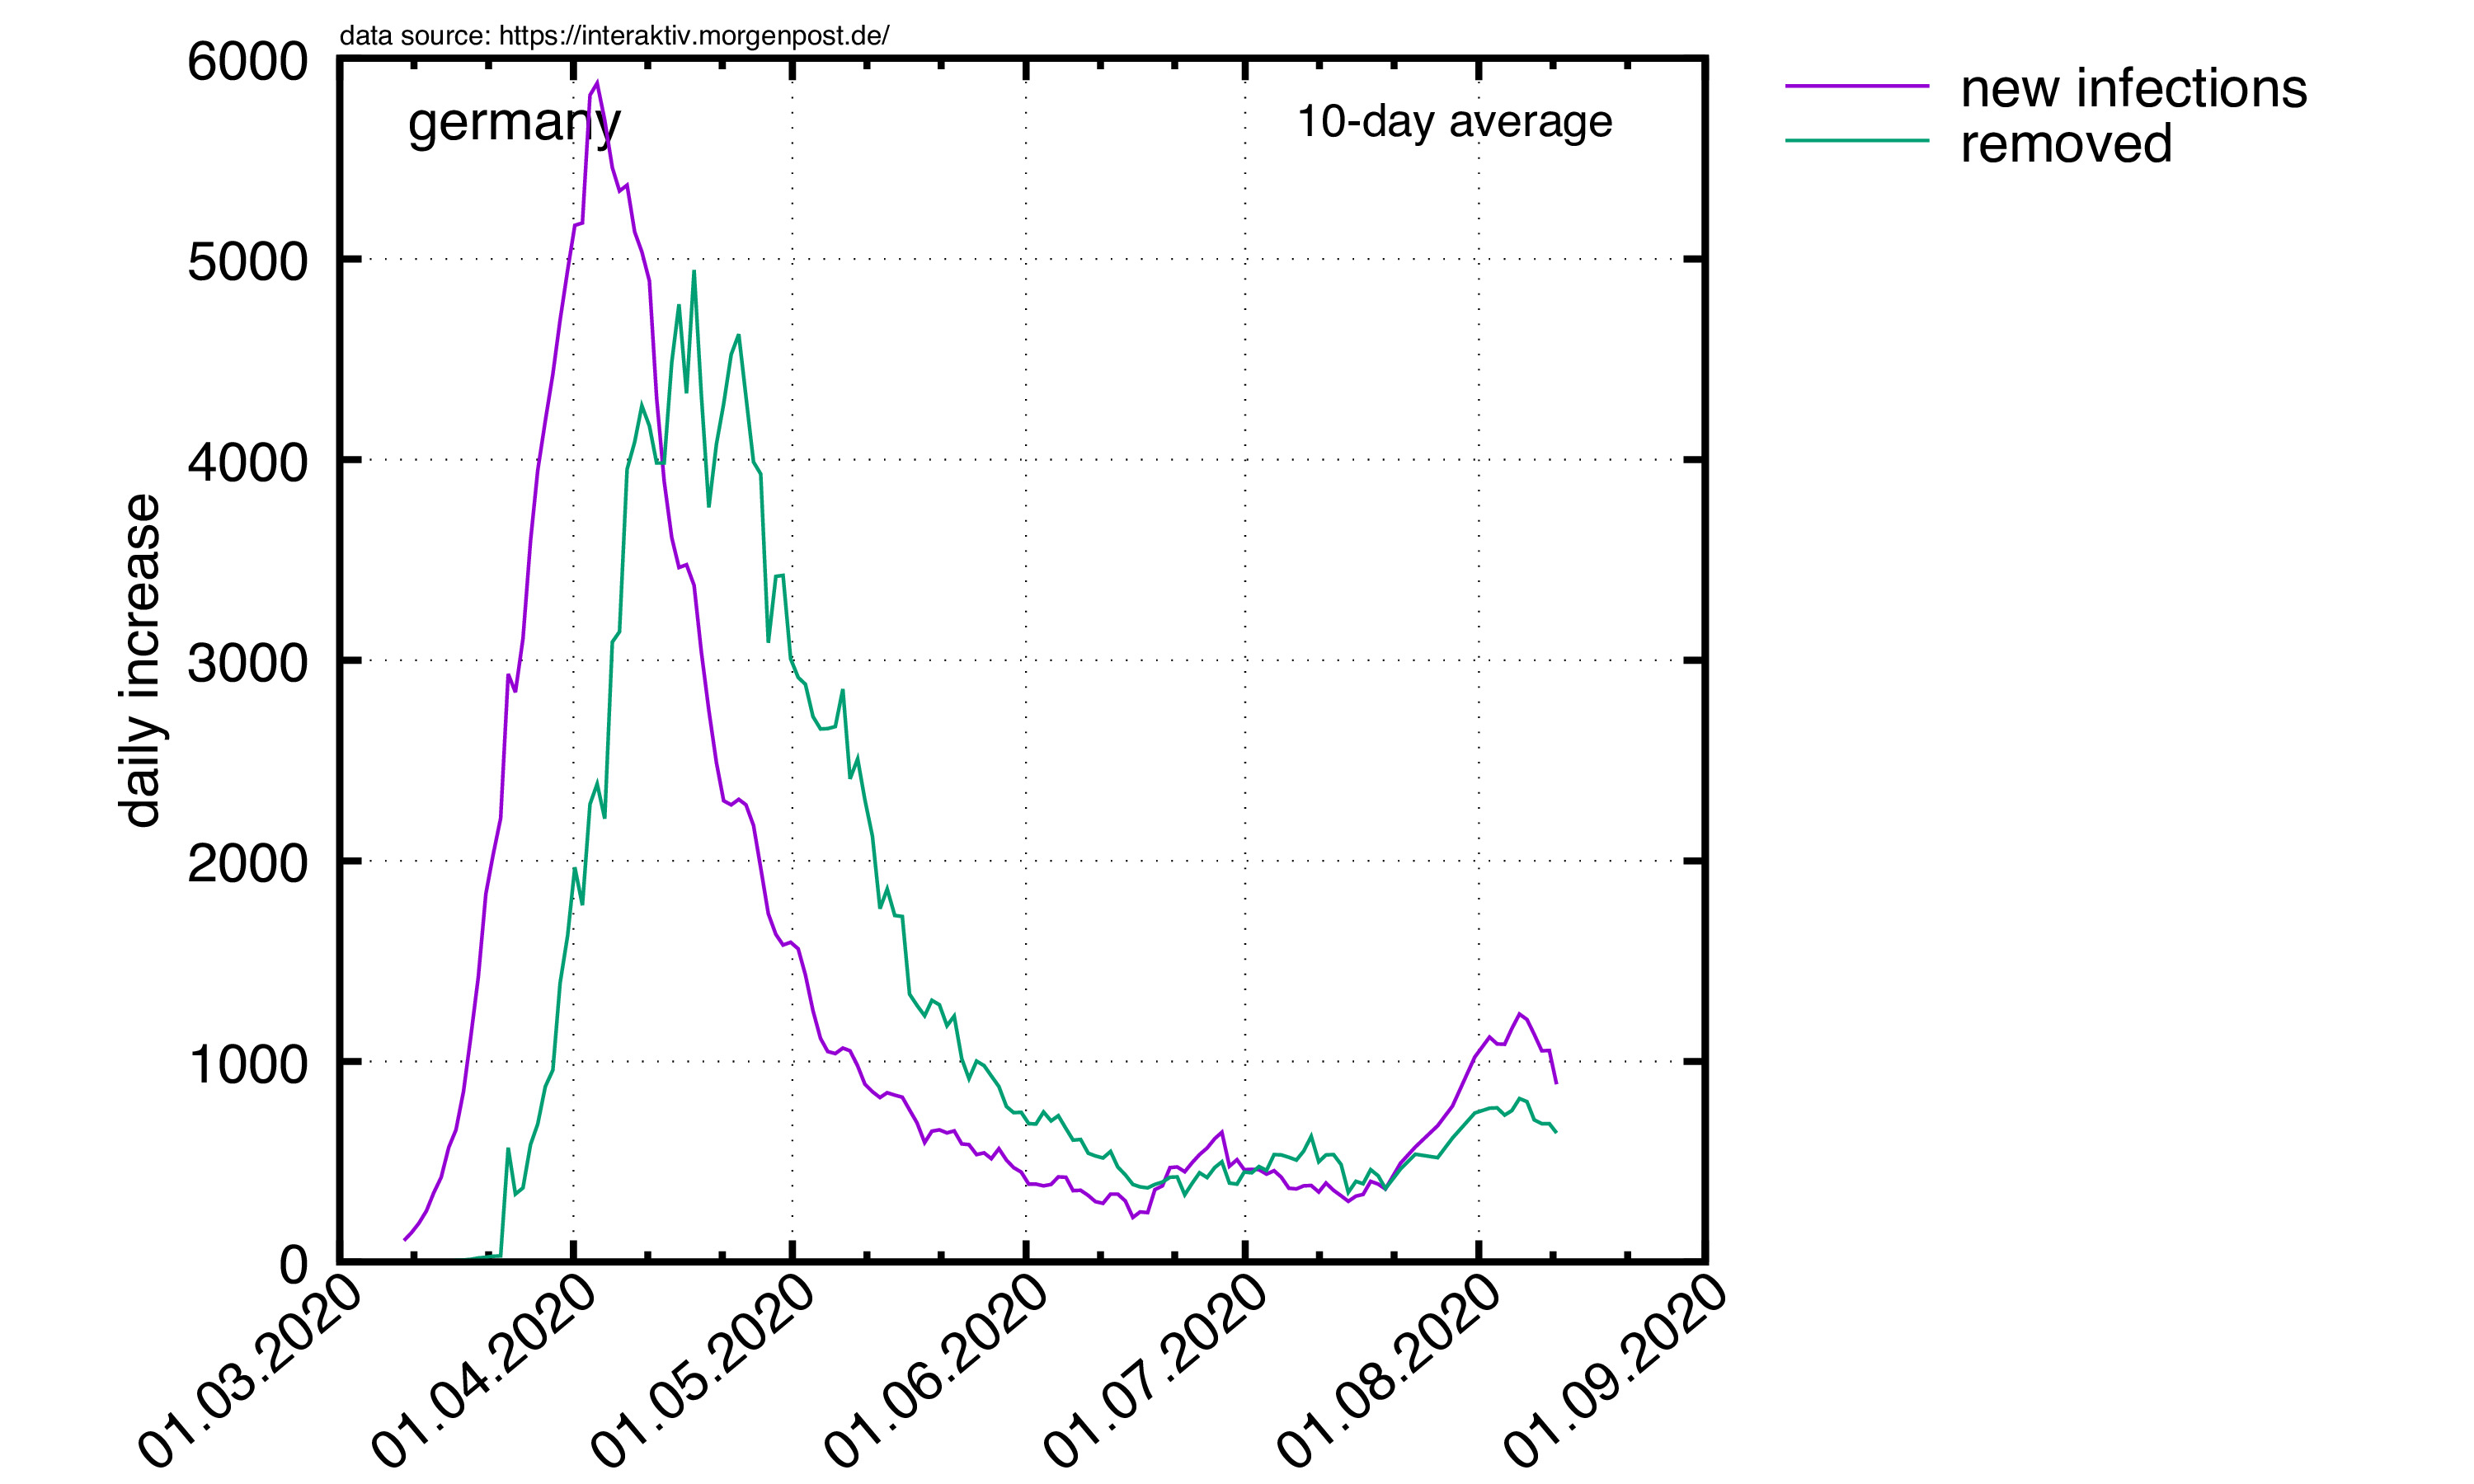 data source: https://interaktiv.morgenpost.de/
germany
10-day average
new infections
removed
daily increase
6000
5000
4000
3000
2000
1000
0
01.03.2020
01.04.2020
01.05.2020
01.06.2020
01.07.2020
01.08.2020
01.09.2020